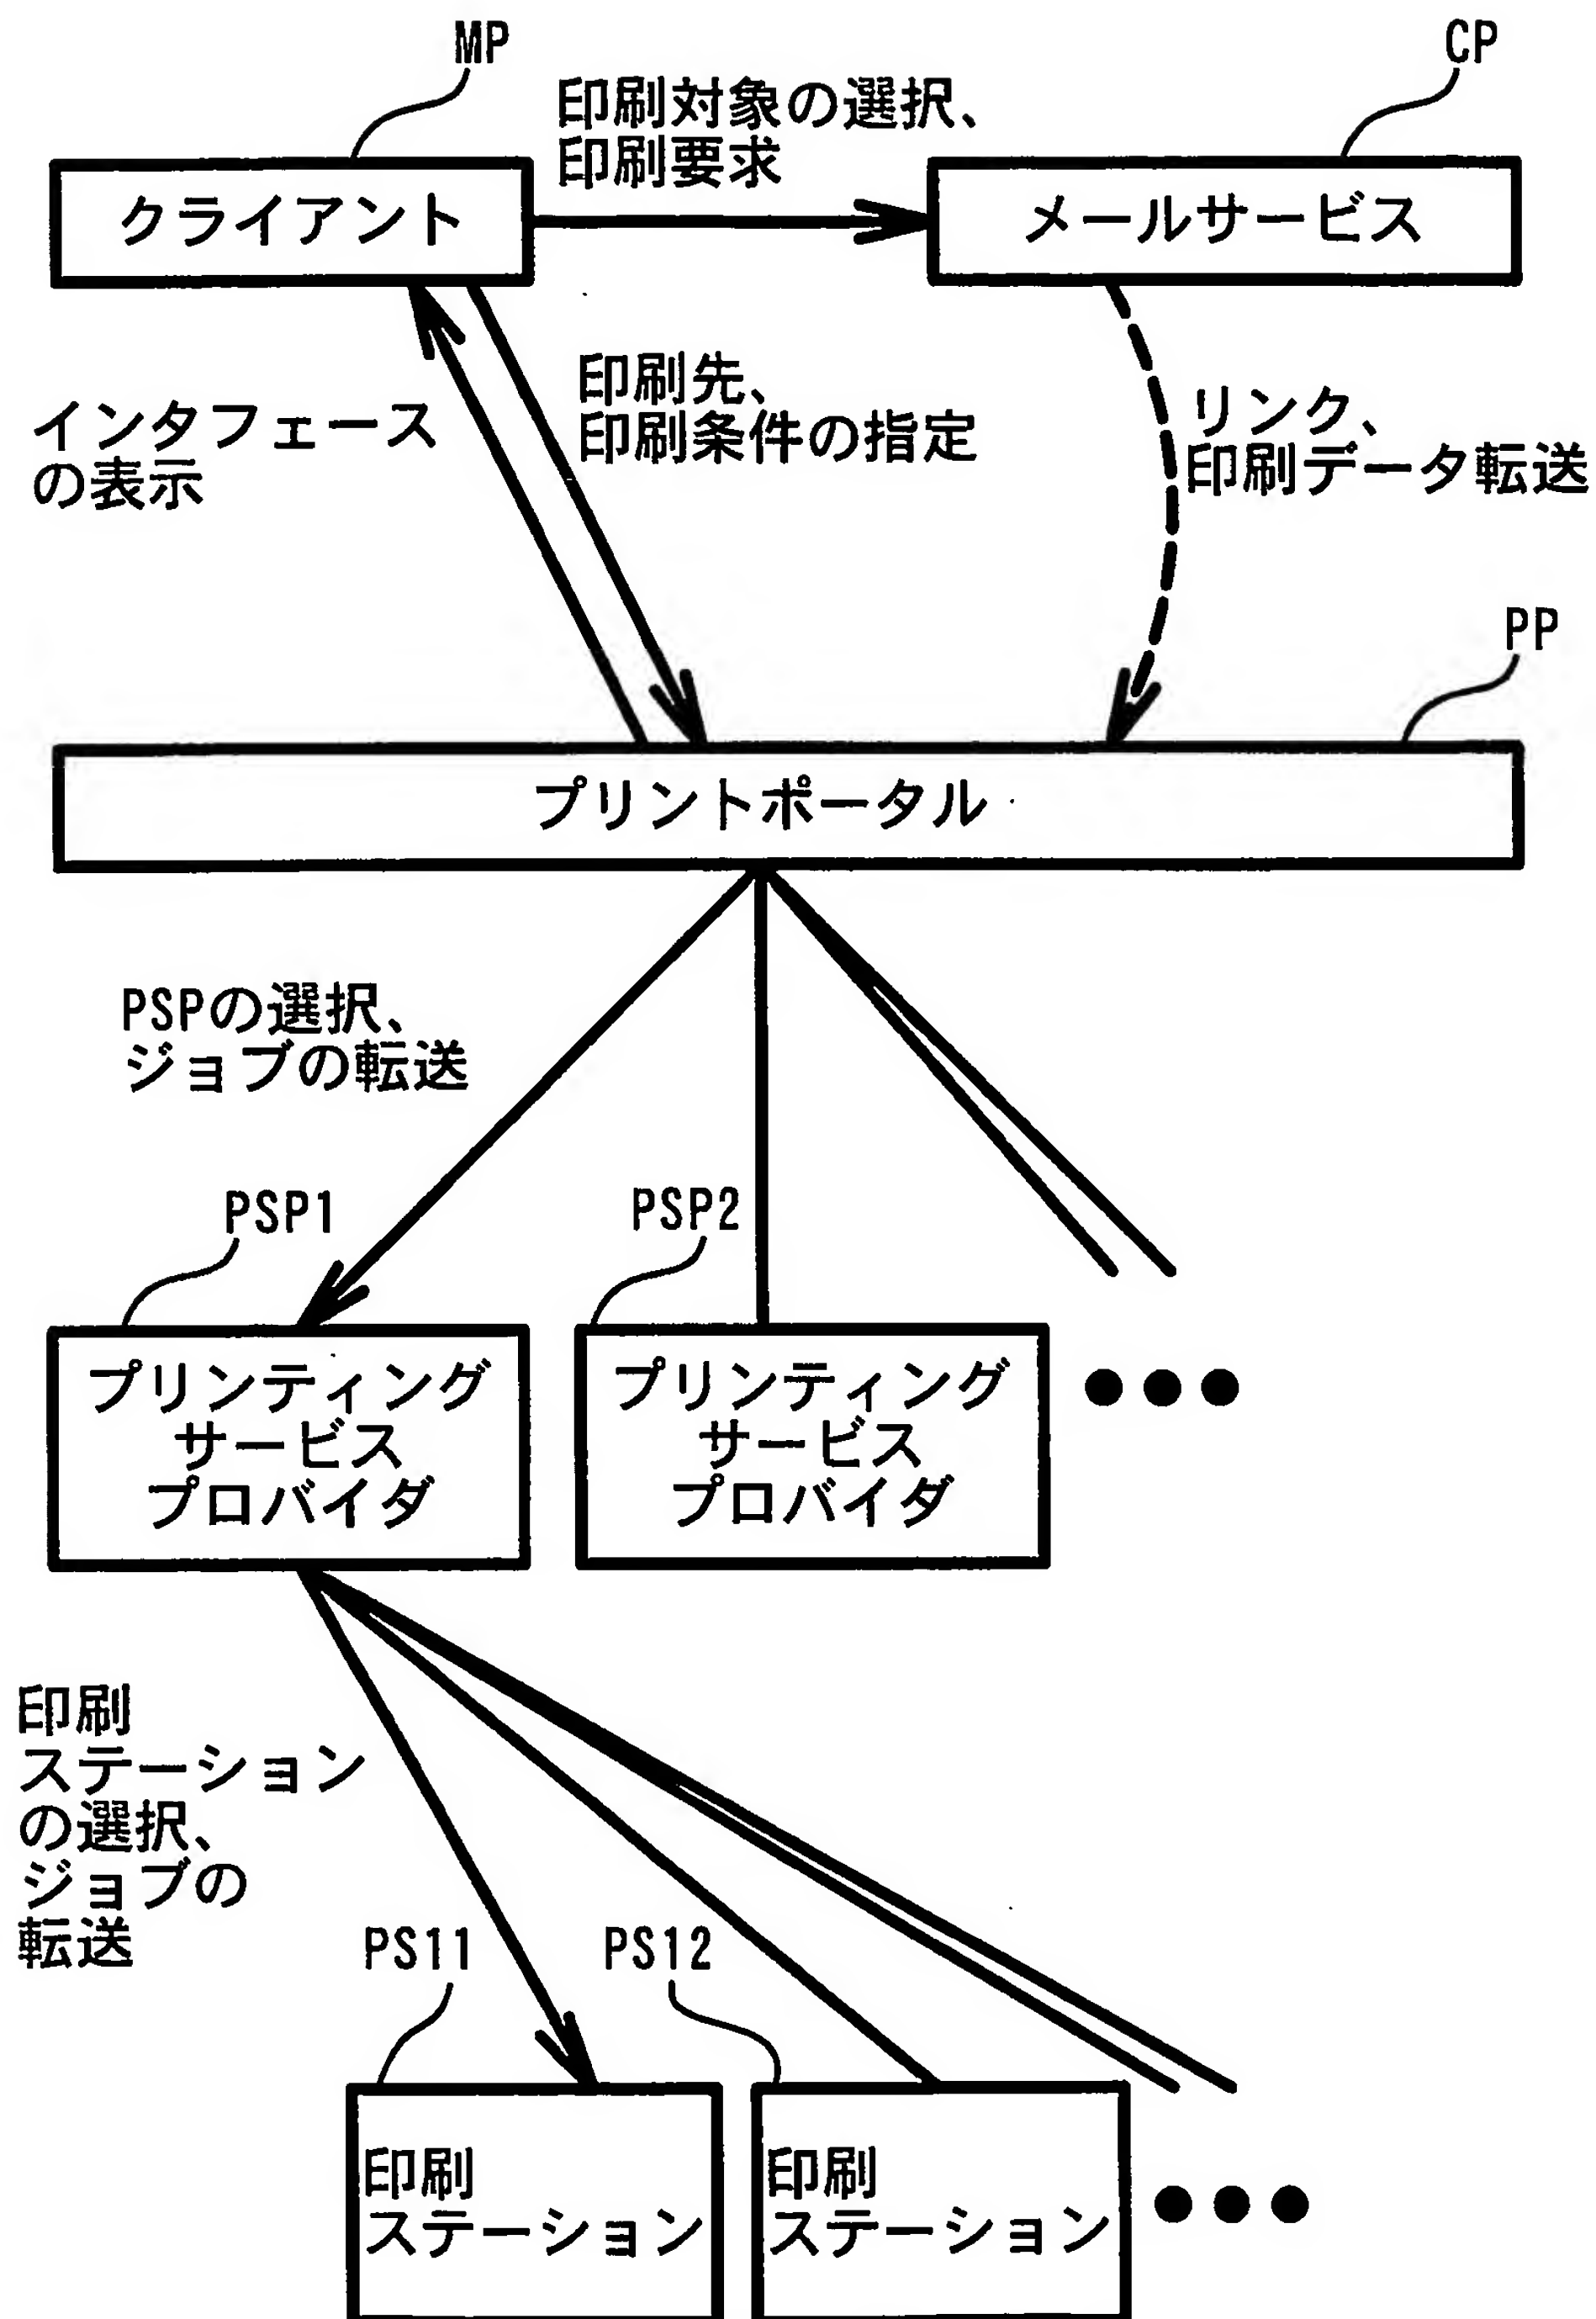 MP
CP
印刷対象の選択、
印刷要求
クライアント
メールサービス
インタフェース
の表示
印刷先、
印刷条件の指定
リンク、
印刷データ転送
PP
プリントポータル
PSPの選択、
ジョブの転送
PSP1
PSP2
プリンティング
サービス
プロバイダ
プリンティング
サービス
プロバイダ
印刷
ステーション
の選択、
ジョブの
転送
PS11
PS12
印刷
ステーション
印刷
ステーション